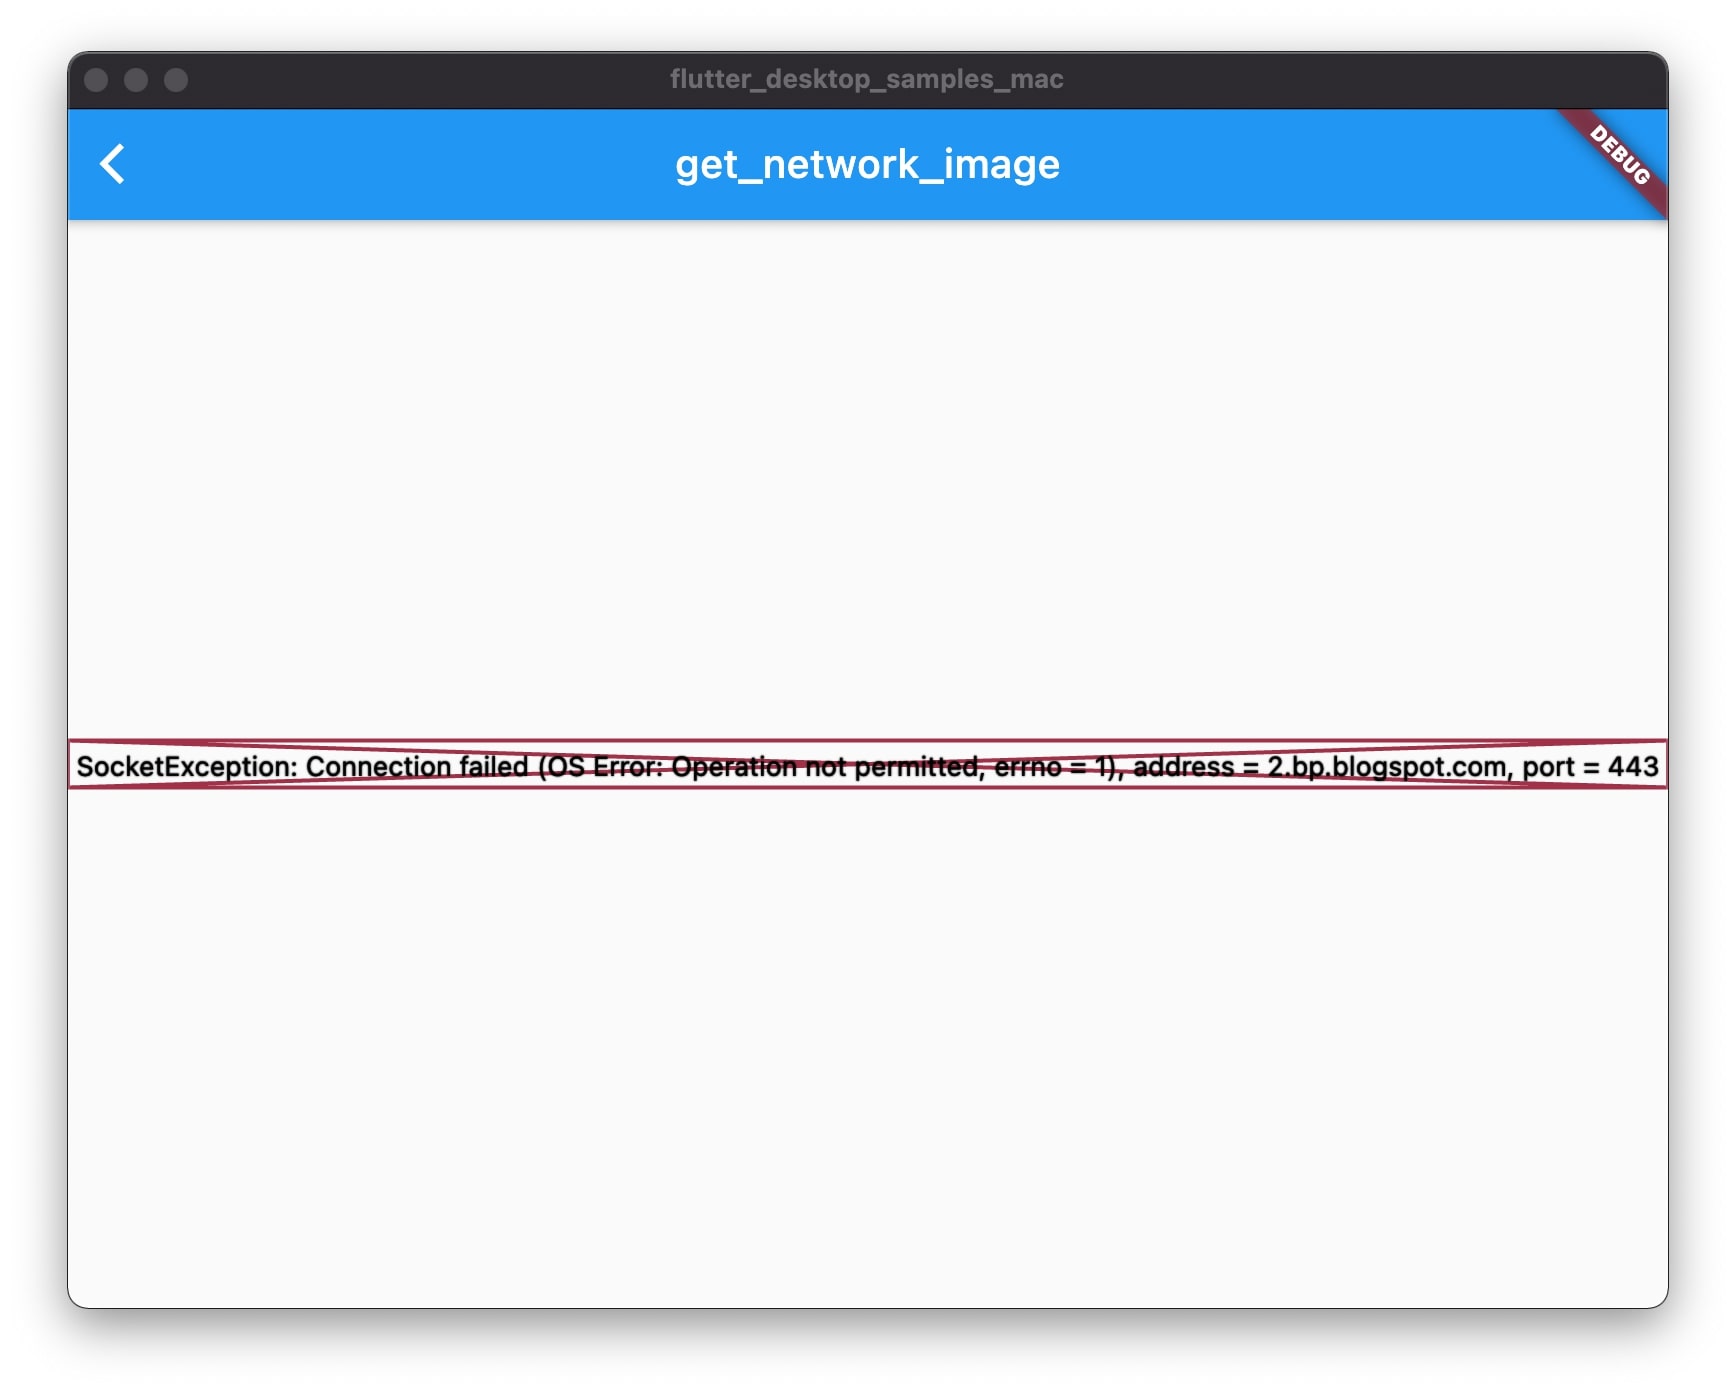 flutter_desktop_samples_mac
get_network_image
DEBUG
SocketException: Connection failed (OS Error: Operation not permitted, errno = 1), address = 2.bp.blogspot.com, port = 443